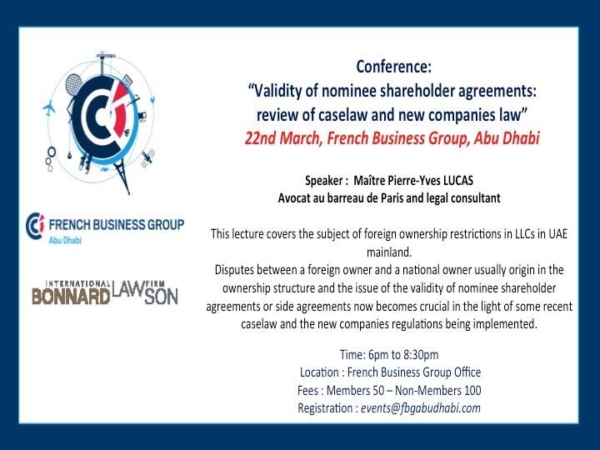 Conference:
“Validity of nominee shareholder agreements:
review of caselaw and new companies law”
22nd March, French Business Group, Abu Dhabi
Speaker : Maître Pierre-Yves LUCAS
Avocat au barreau de Paris and legal consultant
This lecture covers the subject of foreign ownership restrictions in LLCs in UAE
mainland.
Disputes between a foreign owner and a national owner usually origin in the
ownership structure and the issue of the validity of nominee shareholder
agreements or side agreements now becomes crucial in the light of some recent
caselaw and the new companies regulations being implemented.
Time: 6pm to 8:30pm
Location : French Business Group Office
Fees : Members 50 – Non-Members 100
Registration : events@fbgabudhabi.com
CCi
CCi FRENCH BUSINESS GROUP
Abu Dhabi
INTERNATIONAL LAW FIRM
BONNARD LAWSON